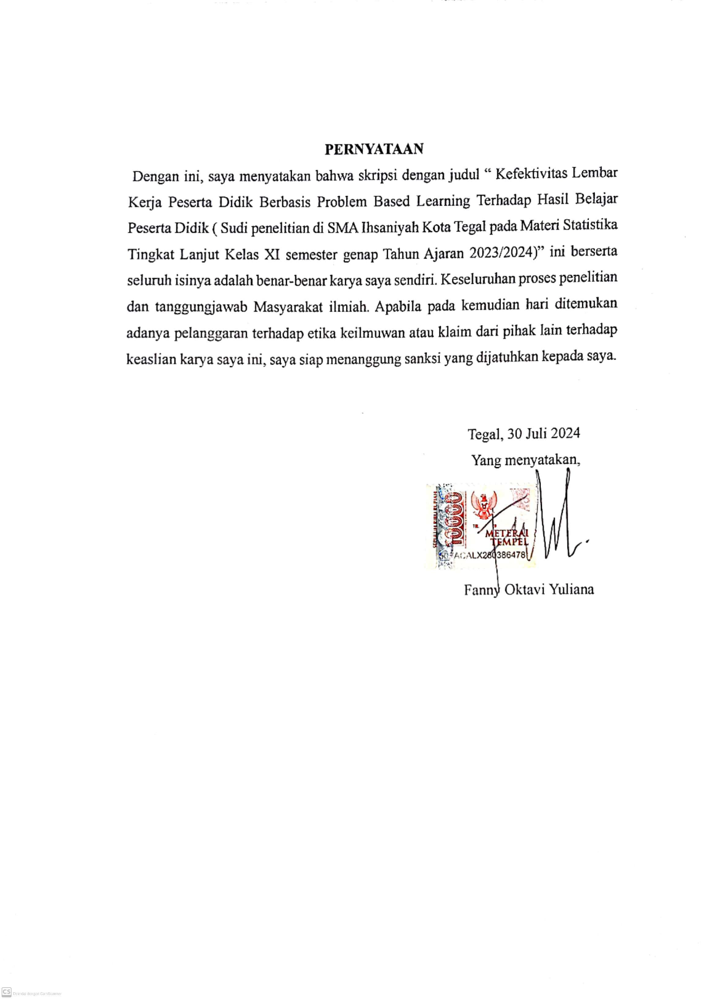 PERNYATAAN
Dengan ini, saya menyatakan bahwa skripsi dengan judul “ Kefektivitas Lembar
Kerja Peserta Didik Berbasis Problem Based Learning Terhadap Hasil Belajar
Peserta Didik ( Sudi penelitian di SMA Ihsaniyah Kota Tegal pada Materi Statistika
Tingkat Lanjut Kelas XI semester genap Tahun Ajaran 2023/2024)” ini berserta
seluruh isinya adalah benar-benar karya saya sendiri. Keseluruhan proses penelitian
dan tanggungjawab Masyarakat ilmiah. Apabila pada kemudian hari ditemukan
adanya pelanggaran terhadap etika keilmuwan atau klaim dari pihak lain terhadap
keaslian karya saya ini, saya siap menanggung sanksi yang dijatuhkan kepada saya.
Tegal, 30 Juli 2024
Yang menyatakan,
SEPULUH RIBU RUPIAH
10000
METERAI
TEMPEL
ACALX280386478
Fanny Oktavi Yuliana
CS Dipindai dengan CamScanner